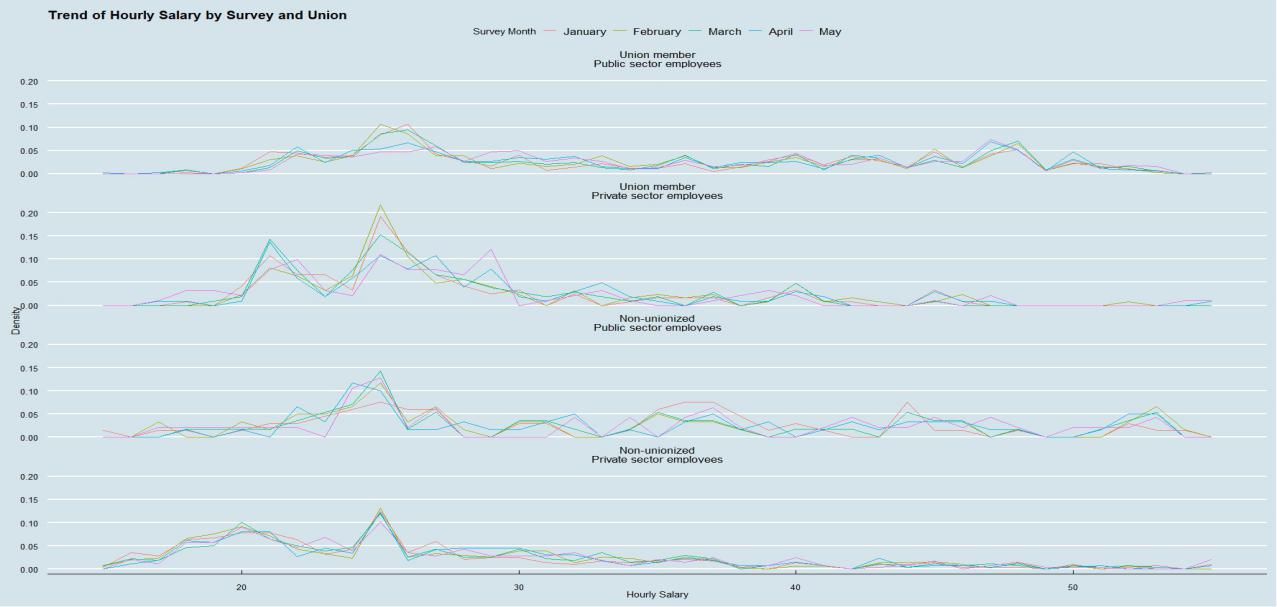 Trend of Hourly Salary by Survey and Union
Survey Month January February March April May
Union member
Public sector employees
0.20
0.15
0.10
0.05
0.00
Union member
Private sector employees
0.20
0.15
0.10
0.05
0.00
Density
Non-unionized
Public sector employees
0.20
0.15
0.10
0.05
0.00
Non-unionized
Private sector employees
0.20
0.15
0.10
0.05
0.00
20 30 40 50
Hourly Salary